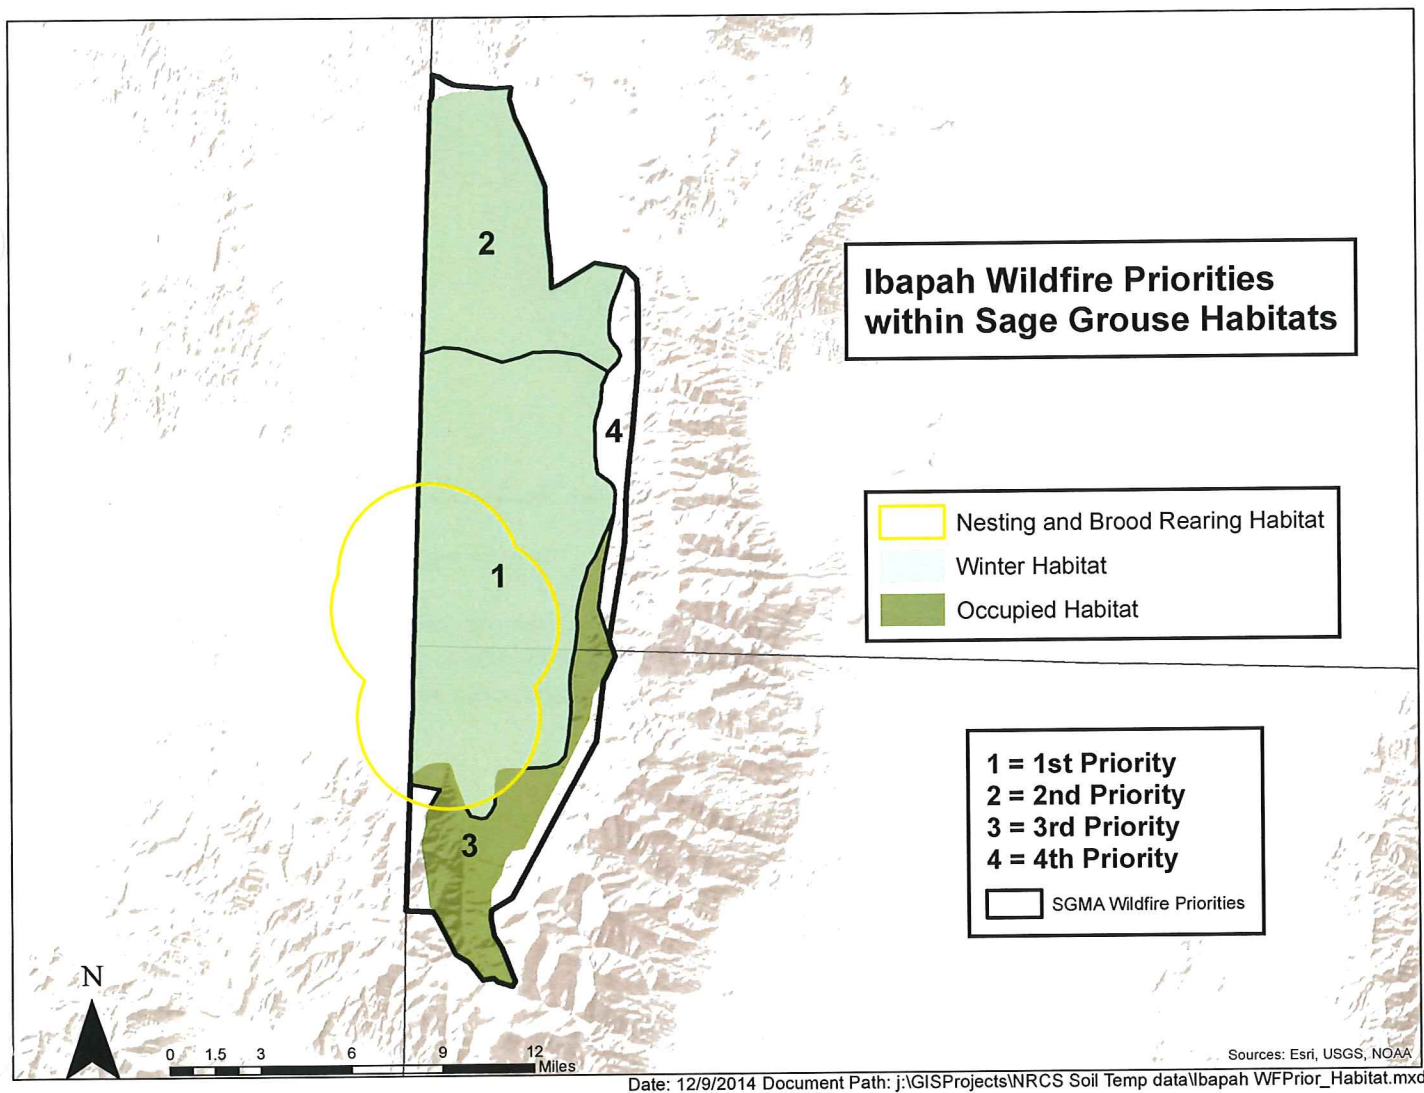 2
Ibapah Wildfire Priorities
within Sage Grouse Habitats
4
Nesting and Brood Rearing Habitat
1
Winter Habitat
Occupied Habitat
1 = 1st Priority
2 = 2nd Priority
3 = 3rd Priority
4 = 4th Priority
3
SGMA Wildfire Priorities
N
0 1.5 3 6 9 12
Miles
Sources: Esri, USGS, NOAA
Date: 12/9/2014 Document Path: j:\GISProjects\NRCS Soil Temp data\Ibapah WFPrior_Habitat.mxd